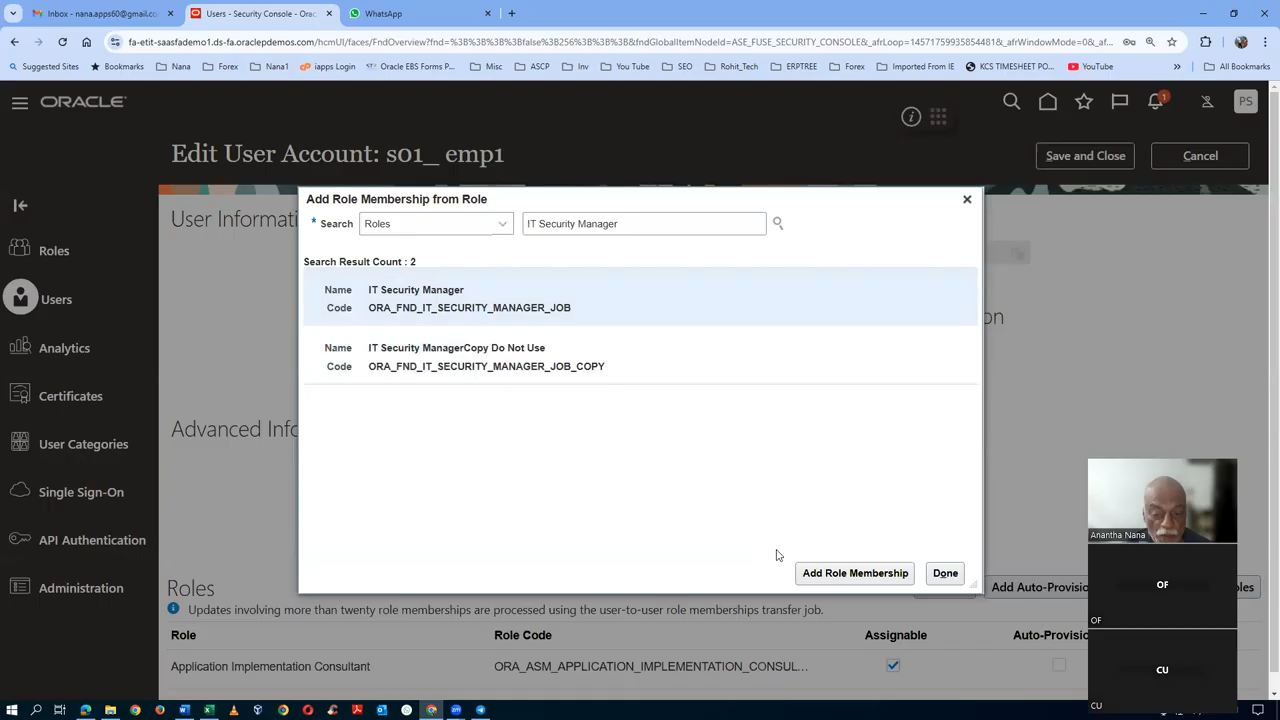 Inbox - nana.apps60@gmail.co
Users - Security Console - Ora
WhatsApp
fa-etit-saasfademo1.ds-fa.oraclepdemos.com/hcmUI/faces/FndOverview?fnd=%3B%3B%3B%3Bfalse%3B256%3B%3B%3B&fndGlobalItemNodeId=ASE_FUSE_SECURITY_CONSOLE&_afrLoop=14571759935854481&_afrWindowMode=0&_af...
Suggested Sites
Bookmarks
Nana
Forex
Nana1
iapps Login
Oracle EBS Forms P...
Misc
ASCP
Inv
You Tube
SEO
Rohit_Tech
ERPTREE
Forex
Imported From IE
KCS TIMESHEET PO...
YouTube
All Bookmarks
ORACLE
1
PS
Edit User Account: s01_ emp1
Save and Close
Cancel
User Informati
Roles
Users
Analytics
Certificates
User Categories
Single Sign-On
API Authentication
Administration
Advanced Info
on
Add Role Membership from Role
* Search
Roles
IT Security Manager
Search Result Count : 2
Name IT Security Manager
Code ORA_FND_IT_SECURITY_MANAGER_JOB
Name IT Security ManagerCopy Do Not Use
Code ORA_FND_IT_SECURITY_MANAGER_JOB_COPY
Add Role Membership
Done
Roles
Add Auto-Provisio
les
Updates involving more than twenty role memberships are processed using the user-to-user role memberships transfer job.
Role
Role Code
Assignable
Auto-Provisio
Application Implementation Consultant
ORA_ASM_APPLICATION_IMPLEMENTATION_CONSUL...
Anantha Nana
OF
OF
CU
CU